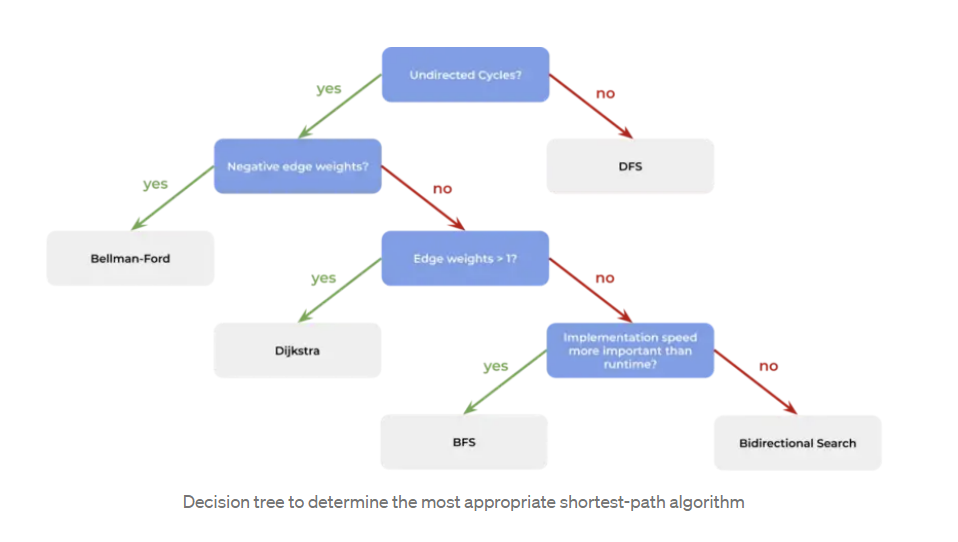 Undirected Cycles?
yes
no
Negative edge weights?
DFS
yes
no
Bellman-Ford
Edge weights > 1?
yes
no
Dijkstra
Implementation speed
more important than
runtime?
yes
no
BFS
Bidirectional Search
Decision tree to determine the most appropriate shortest-path algorithm